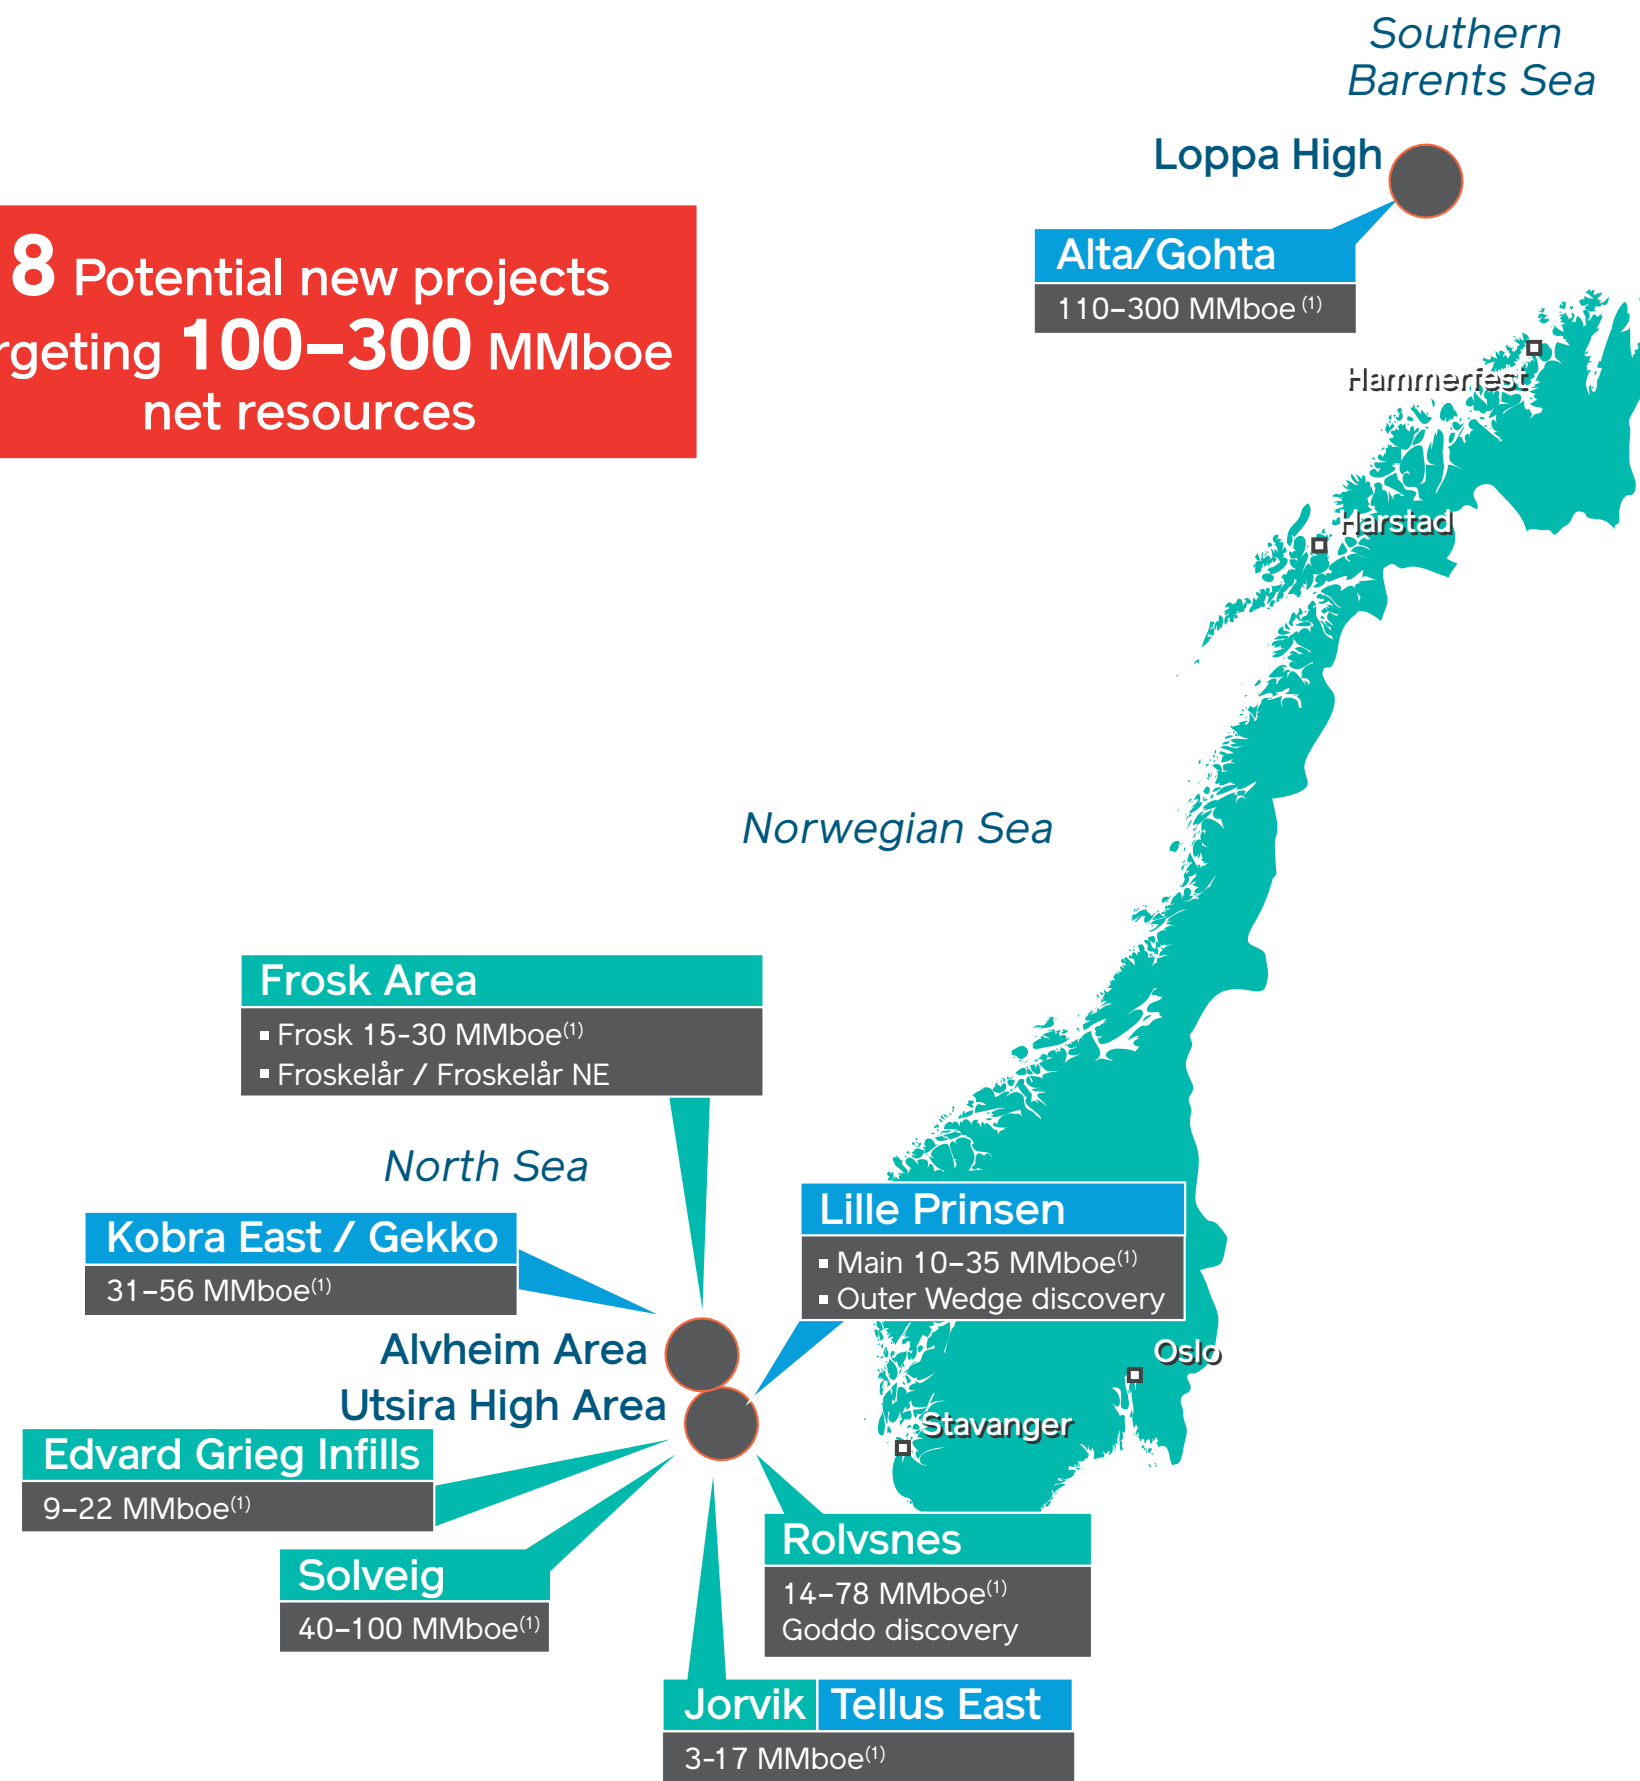 Southern
Barents Sea
Loppa High
Alta/Gohta
110–300 MMboe (1)
8 Potential new projects
rgeting 100–300 MMboe
net resources
Hammerfest
Harstad
Norwegian Sea
Frosk Area
▪ Frosk 15-30 MMboe(1)
▪ Froskelår / Froskelår NE
North Sea
Kobra East / Gekko
31–56 MMboe(1)
Lille Prinsen
▪ Main 10–35 MMboe(1)
▪ Outer Wedge discovery
Alvheim Area
Utsira High Area
Oslo
Stavanger
Edvard Grieg Infills
9–22 MMboe(1)
Solveig
40–100 MMboe(1)
Rolvsnes
14–78 MMboe(1)
Goddo discovery
Jorvik Tellus East
3-17 MMboe(1)